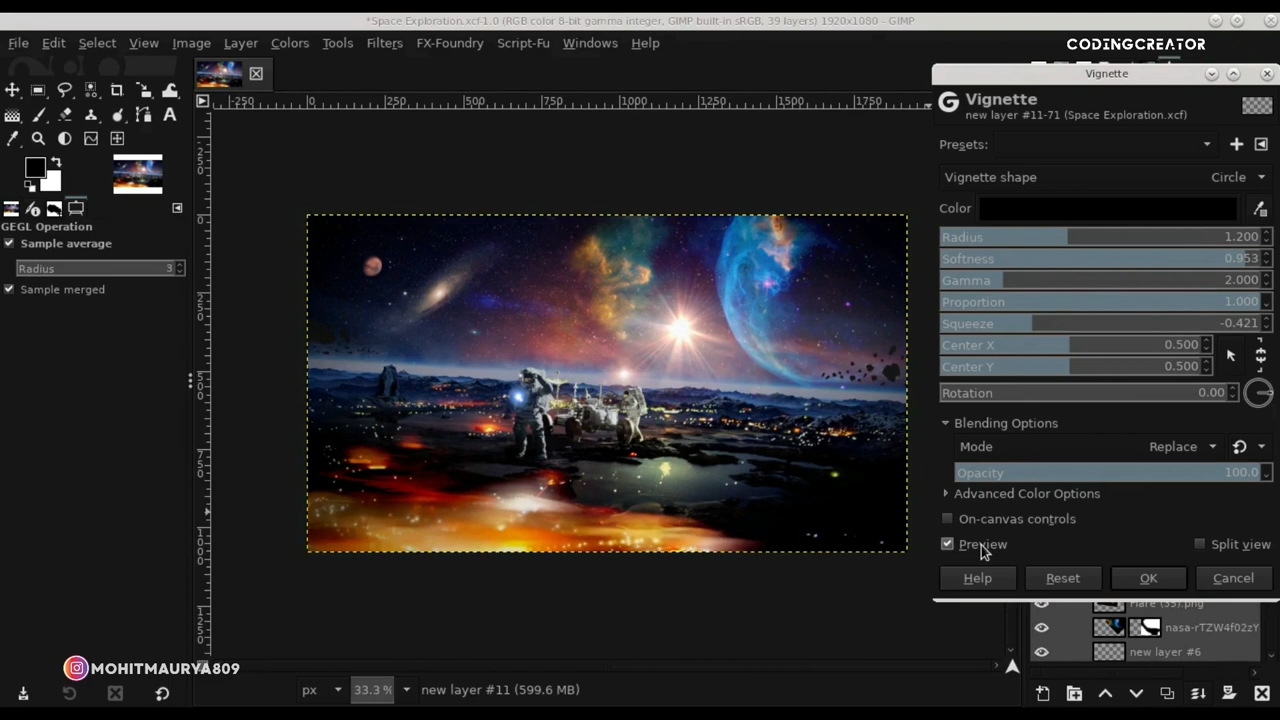 *Space Exploration.xcf-1.0 (RGB color 8-bit gamma integer, GIMP built-in sRGB, 39 layers) 1920x1080 – GIMP
File Edit Select View Image Layer Colors Tools Filters FX-Foundry Script-Fu Windows Help
CODINGCREATOR
Vignette
Vignette
new layer #11-71 (Space Exploration.xcf)
Presets:
Vignette shape Circle
Color
Radius 1.200
Softness 0.953
Gamma 2.000
Proportion 1.000
Squeeze -0.421
Center X 0.500
Center Y 0.500
Rotation 0.00
Blending Options
Mode Replace
Opacity 100.0
Advanced Color Options
On-canvas controls
Preview Split view
Help Reset OK Cancel
-250 0 250 500 750 1000 1250 1500 1750
GEGL Operation
Sample average
Radius 3
Sample merged
Flare (35).png
nasa-rTZW4f02zY
new layer #6
MOHITMAURYA809
px 33.3 % new layer #11 (599.6 MB)